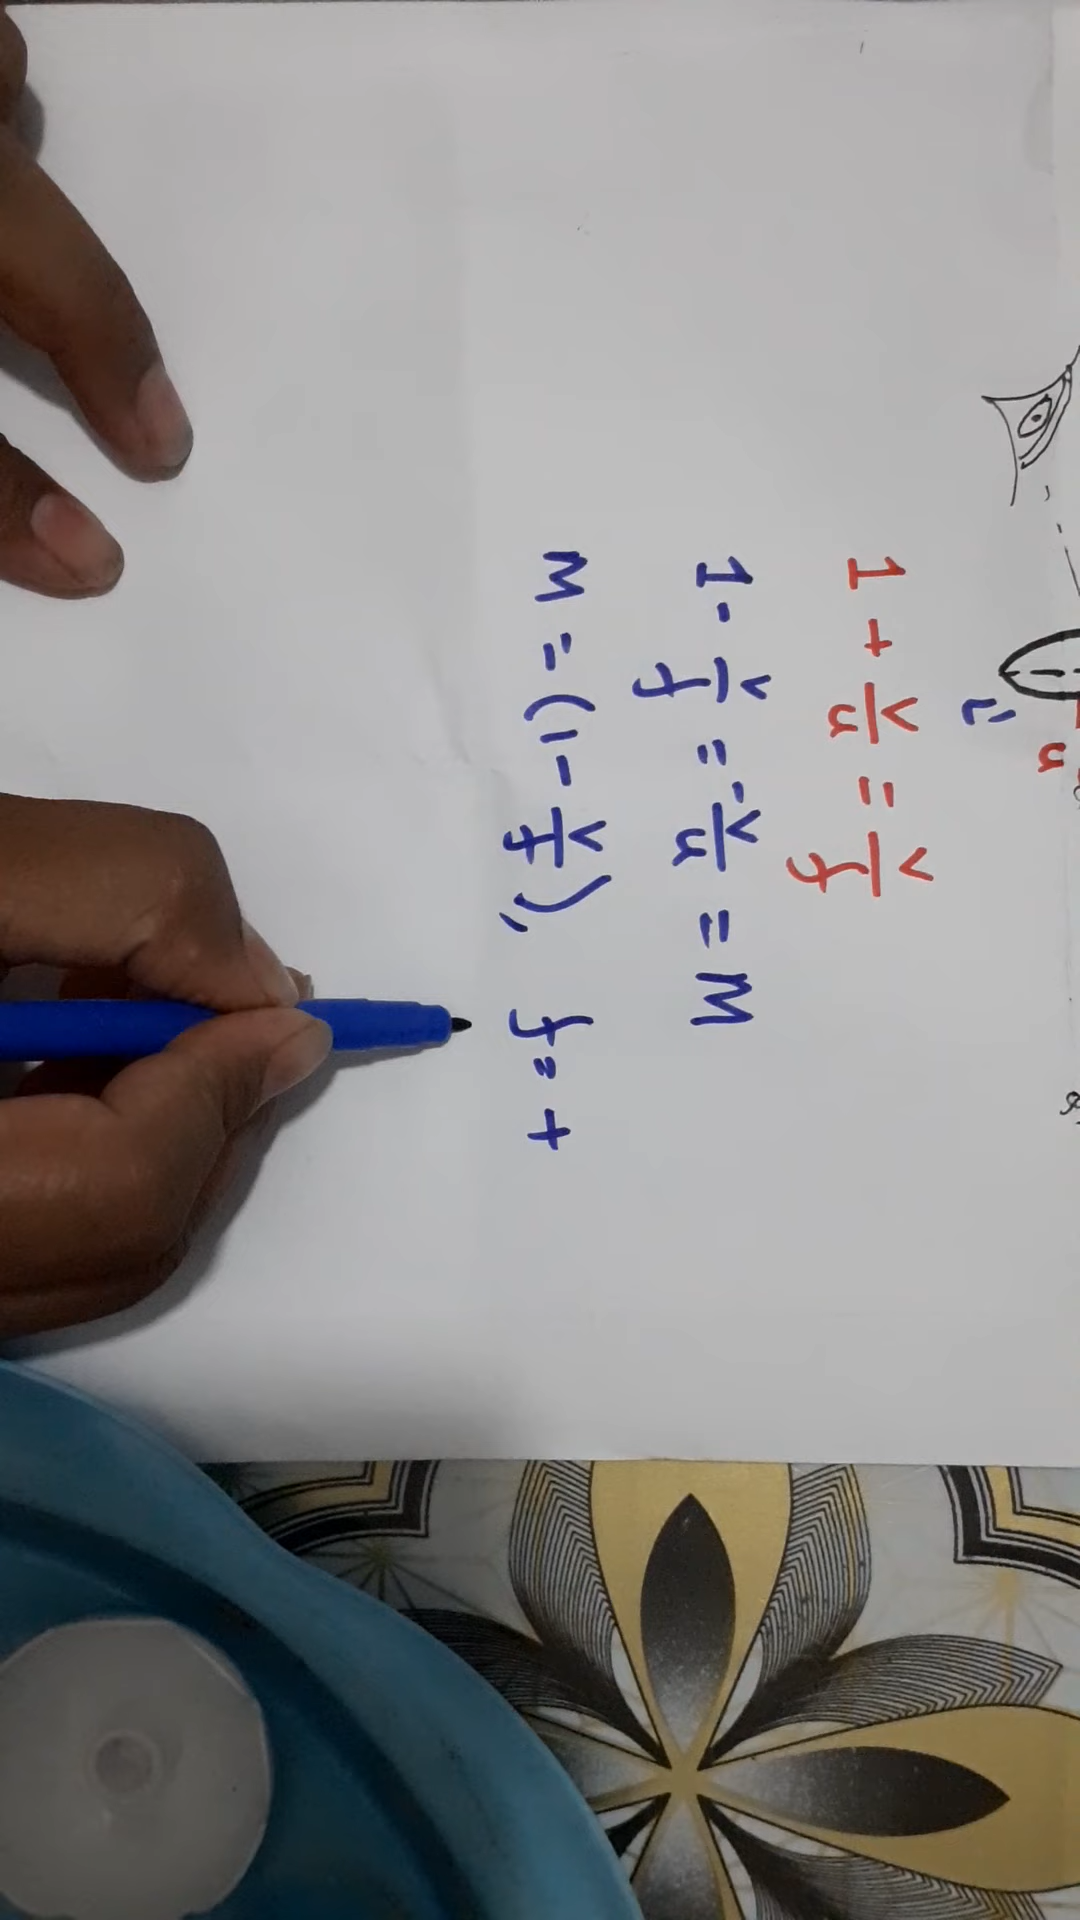 u
1 + v/u = v/f
1 - v/f = -v/u = M
M = (1 - v/f), f = +